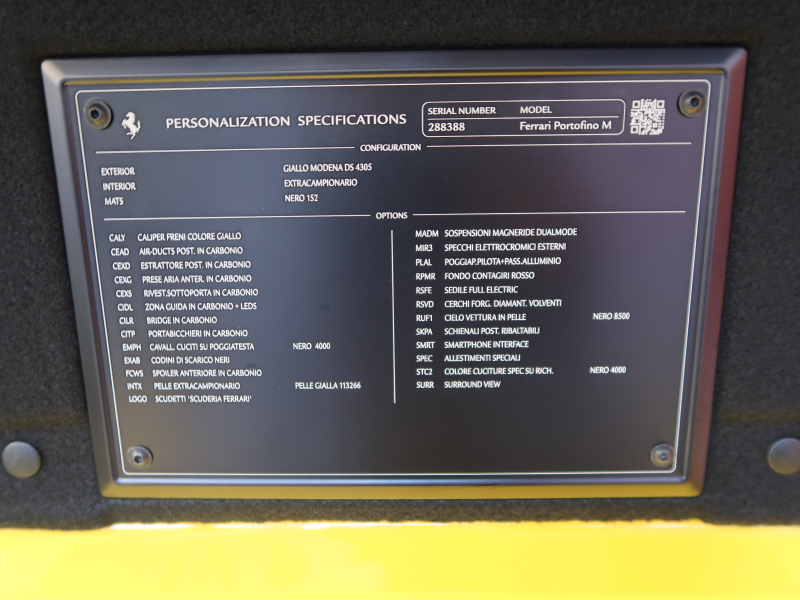 PERSONALIZATION SPECIFICATIONS
SERIAL NUMBER MODEL
288388 Ferrari Portofino M
CONFIGURATION
EXTERIOR GIALLO MODENA DS 4305
INTERIOR EXTRACAMPIONARIO
MATS NERO 152
OPTIONS
CALY CALIPER FRENI COLORE GIALLO
CEAD AIR-DUCTS POST. IN CARBONIO
CEXD ESTRATTORE POST. IN CARBONIO
CEXG PRESE ARIA ANTER. IN CARBONIO
CEXS RIVEST.SOTTOPORTA IN CARBONIO
CIDL ZONA GUIDA IN CARBONIO + LEDS
CILR BRIDGE IN CARBONIO
CITP PORTABICCHIERI IN CARBONIO
EMPH CAVALL. CUCITI SU POGGIATESTA NERO 4000
EXAB CODINI DI SCARICO NERI
FCWS SPOILER ANTERIORE IN CARBONIO
INTX PELLE EXTRACAMPIONARIO PELLE GIALLA 113266
LOGO SCUDETTI 'SCUDERIA FERRARI'
MADM SOSPENSIONI MAGNERIDE DUALMODE
MIR3 SPECCHI ELETTROCROMICI ESTERNI
PLAL POGGIAP.PILOTA+PASS.ALLUMINIO
RPMR FONDO CONTAGIRI ROSSO
RSFE SEDILE FULL ELECTRIC
RSVD CERCHI FORG. DIAMANT. VOLVENTI
RUF1 CIELO VETTURA IN PELLE NERO 8500
SKPA SCHIENALI POST. RIBALTABILI
SMRT SMARTPHONE INTERFACE
SPEC ALLESTIMENTI SPECIALI
STC2 COLORE CUCITURE SPEC SU RICH. NERO 4000
SURR SURROUND VIEW